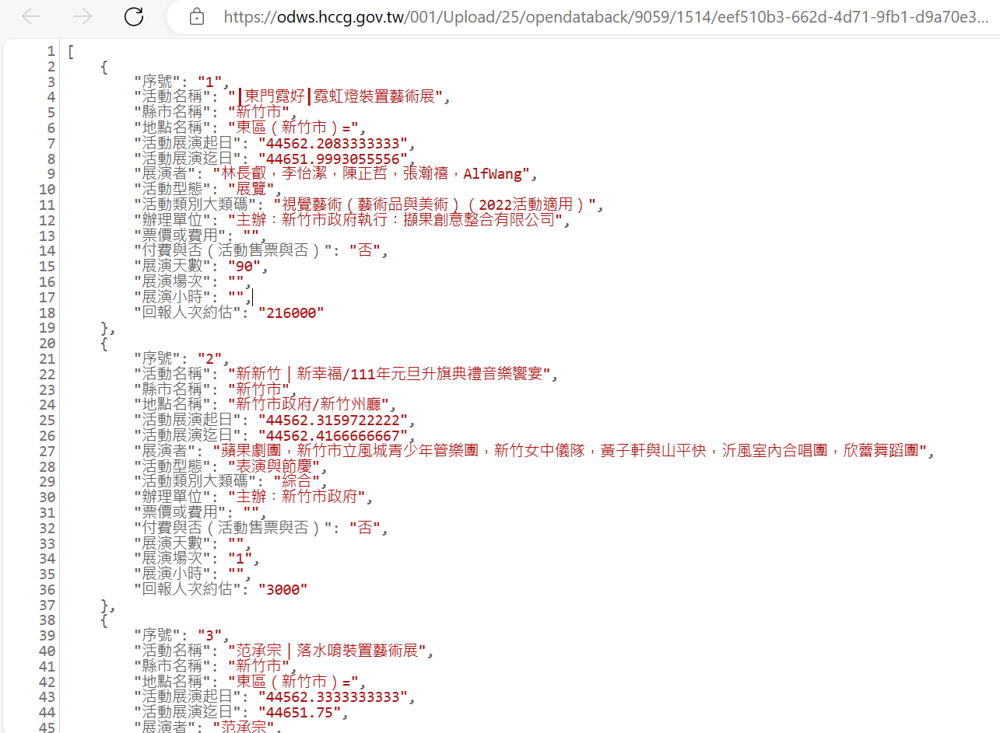 https://odws.hccg.gov.tw/001/Upload/25/opendataback/9059/1514/eef510b3-662d-4d71-9fb1-d9a70e3...
1 [
2 {
3 "序號": "1",
4 "活動名稱": "┃東門霓好┃霓虹燈裝置藝術展",
5 "縣市名稱": "新竹市",
6 "地點名稱": "東區（新竹市）=",
7 "活動展演起日": "44562.2083333333",
8 "活動展演迄日": "44651.9993055556",
9 "展演者": "林長叡，李怡潔，陳正哲，張瀚禧，AlfWang",
10 "活動型態": "展覽",
11 "活動類別大類碼": "視覺藝術（藝術品與美術）（2022活動適用）",
12 "辦理單位": "主辦：新竹市政府執行：擷果創意整合有限公司",
13 "票價或費用": "",
14 "付費與否（活動售票與否）": "否",
15 "展演天數": "90",
16 "展演場次": "",
17 "展演小時": "",
18 "回報人次約估": "216000"
19 },
20 {
21 "序號": "2",
22 "活動名稱": "新新竹｜新幸福/111年元旦升旗典禮音樂饗宴",
23 "縣市名稱": "新竹市",
24 "地點名稱": "新竹市政府/新竹州廳",
25 "活動展演起日": "44562.3159722222",
26 "活動展演迄日": "44562.4166666667",
27 "展演者": "蘋果劇團，新竹市立風城青少年管樂團，新竹女中儀隊，黃子軒與山平快，沂風室內合唱團，欣蕾舞蹈團",
28 "活動型態": "表演與節慶",
29 "活動類別大類碼": "綜合",
30 "辦理單位": "主辦：新竹市政府",
31 "票價或費用": "",
32 "付費與否（活動售票與否）": "否",
33 "展演天數": "",
34 "展演場次": "1",
35 "展演小時": "",
36 "回報人次約估": "3000"
37 },
38 {
39 "序號": "3",
40 "活動名稱": "范承宗｜落水唷裝置藝術展",
41 "縣市名稱": "新竹市",
42 "地點名稱": "東區（新竹市）=",
43 "活動展演起日": "44562.3333333333",
44 "活動展演迄日": "44651.75",
45 "展演者": "范承宗",